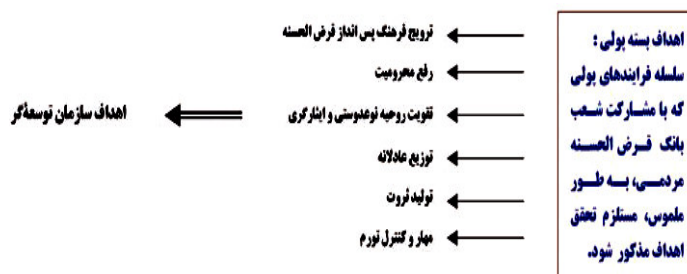 اهداف بسته پولی :
سلسله فرایندهای پولی
که با مشارکت شعب
بانک قرض الحسنه
مردمی، به طور
ملموس، مستلزم تحقق
اهداف مذکور شود.
ترویج فرهنگ پس انداز قرض الحسنه
رفع محرومیت
تقویت روحیه نوعدوستی و ایثارگری
توزیع عادلانه
تولید ثروت
مهار و کنترل تورم
اهداف سازمان توسعه‌گر